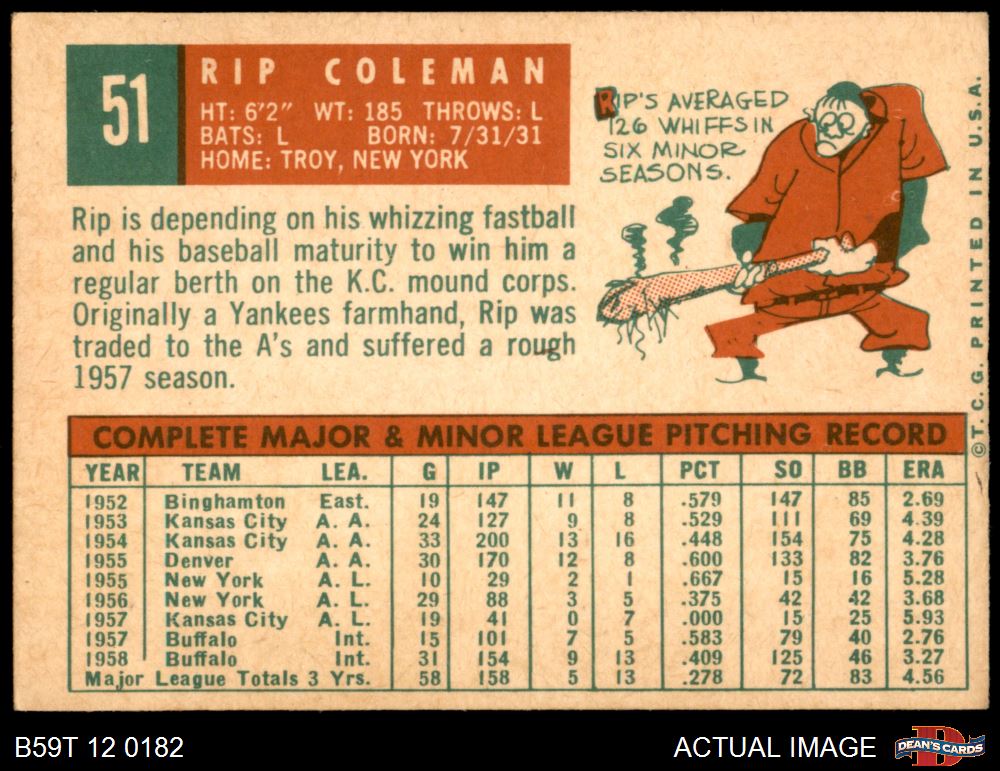 51
RIP COLEMAN
HT: 6'2" WT: 185 THROWS: L
BATS: L BORN: 7/31/31
HOME: TROY, NEW YORK
RIP'S AVERAGED
126 WHIFFS IN
SIX MINOR
SEASONS.
Rip is depending on his whizzing fastball
and his baseball maturity to win him a
regular berth on the K.C. mound corps.
Originally a Yankees farmhand, Rip was
traded to the A's and suffered a rough
1957 season.
©T.C.G. PRINTED IN U.S.A.
COMPLETE MAJOR & MINOR LEAGUE PITCHING RECORD
YEAR TEAM LEA. G IP W L PCT SO BB ERA
1952 Binghamton East. 19 147 11 8 .579 147 85 2.69
1953 Kansas City A. A. 24 127 9 8 .529 111 69 4.39
1954 Kansas City A. A. 33 200 13 16 .448 154 75 4.28
1955 Denver A. A. 30 170 12 8 .600 133 82 3.76
1955 New York A. L. 10 29 2 1 .667 15 16 5.28
1956 New York A. L. 29 88 3 5 .375 42 42 3.68
1957 Kansas City A. L. 19 41 0 7 .000 15 25 5.93
1957 Buffalo Int. 15 101 7 5 .583 79 40 2.76
1958 Buffalo Int. 31 154 9 13 .409 125 46 3.27
Major League Totals 3 Yrs. 58 158 5 13 .278 72 83 4.56
B59T 12 0182
ACTUAL IMAGE
DEAN'S CARDS